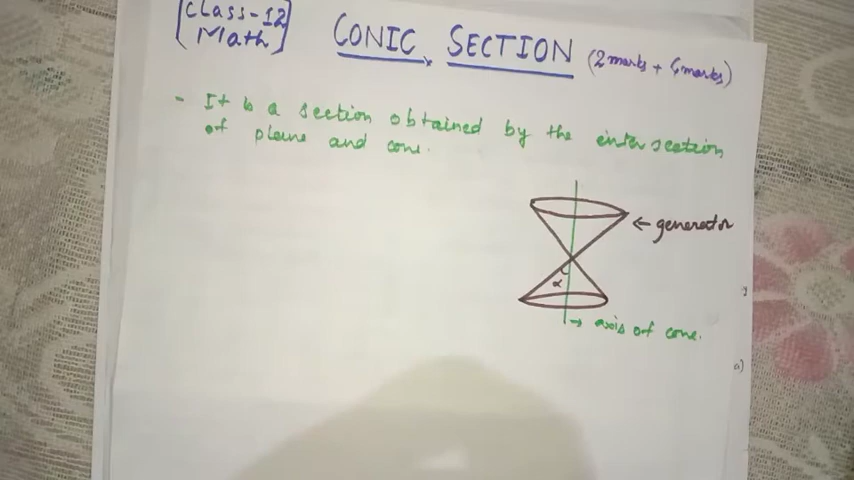 [Class-12
Math]
CONIC SECTION (2 marks + 4 marks)
- It is a section obtained by the intersection
of plane and cone.
← generator
α
→ axis of cone.